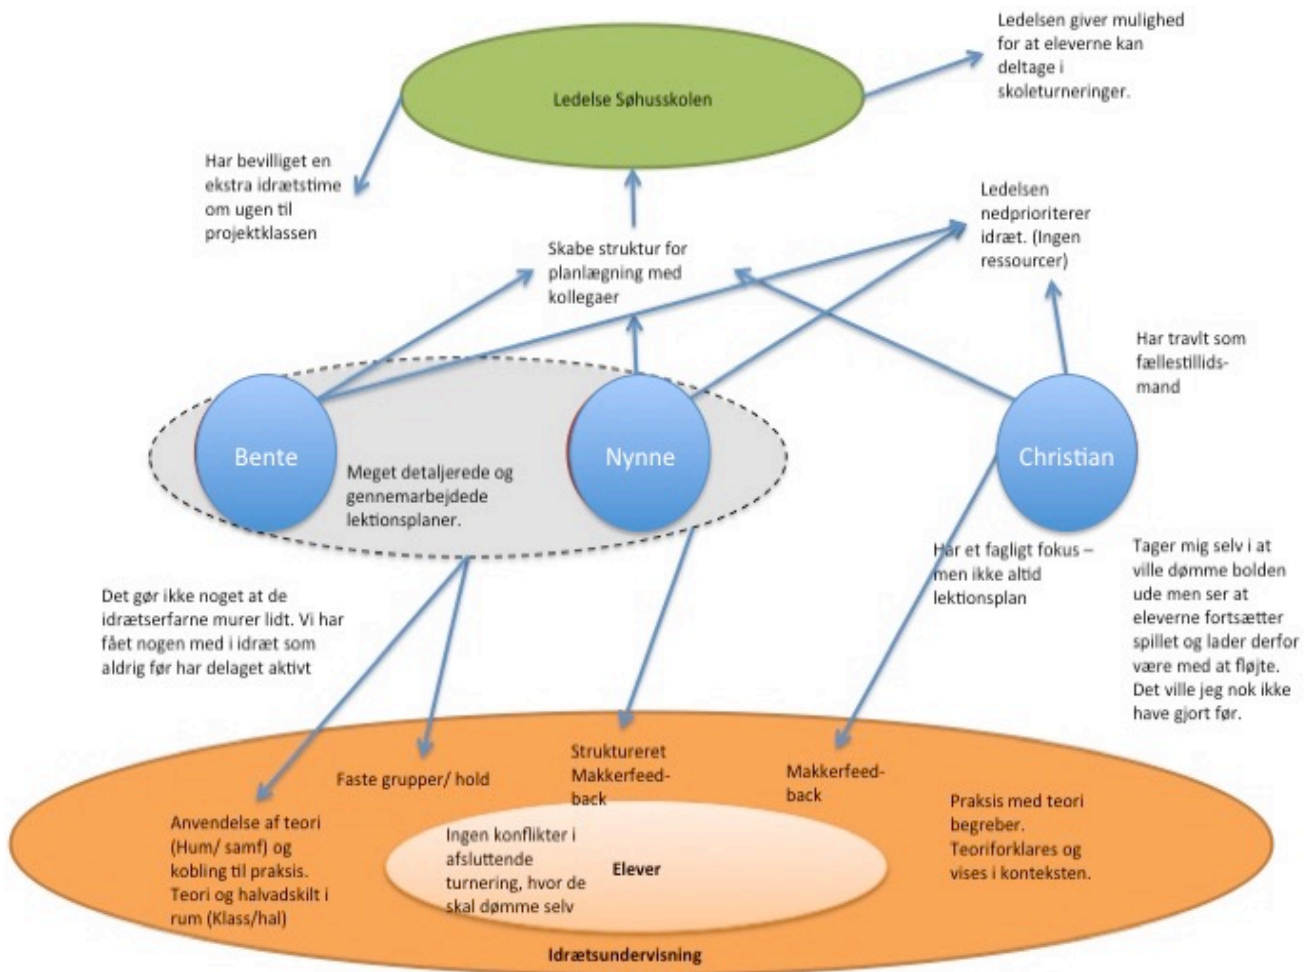 Ledelsen giver mulighed
for at eleverne kan
deltage i
skoleturneringer.
Ledelse Søhusskolen
Har bevilliget en
ekstra idrætstime
om ugen til
projektklassen
Ledelsen
nedprioriterer
idræt. (Ingen
ressourcer)
Skabe struktur for
planlægning med
kollegaer
Har travlt som
fællestillids-
mand
Bente
Nynne
Christian
Meget detaljerede og
gennemarbejdede
lektionsplaner.
Har et fagligt fokus –
men ikke altid
lektionsplan
Tager mig selv i at
ville dømme bolden
ude men ser at
eleverne fortsætter
spillet og lader derfor
være med at fløjte.
Det ville jeg nok ikke
have gjort før.
Det gør ikke noget at de
idrætserfarne murer lidt. Vi har
fået nogen med i idræt som
aldrig før har delaget aktivt
Faste grupper/ hold
Struktureret
Makkerfeed-
back
Makkerfeed-
back
Anvendelse af teori
(Hum/ samf) og
kobling til praksis.
Teori og halvadskilt i
rum (Klass/hal)
Ingen konflikter i
afsluttende
turnering, hvor de
skal dømme selv
Elever
Praksis med teori
begreber.
Teoriforklares og
vises i konteksten.
Idrætsundervisning